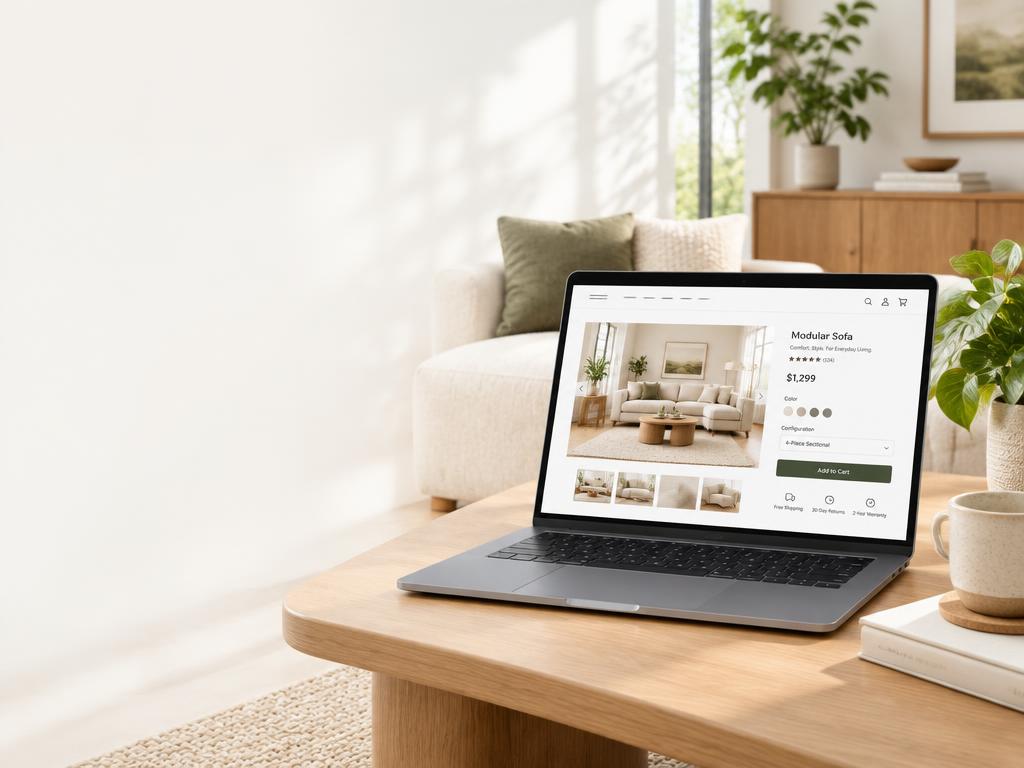 Modular Sofa
Comfort. Style. For Everyday Living.
★★★★★ (124)
$1,299
Color
Configuration
4-Piece Sectional
Add to Cart
Free Shipping
30-Day Returns
2-Year Warranty